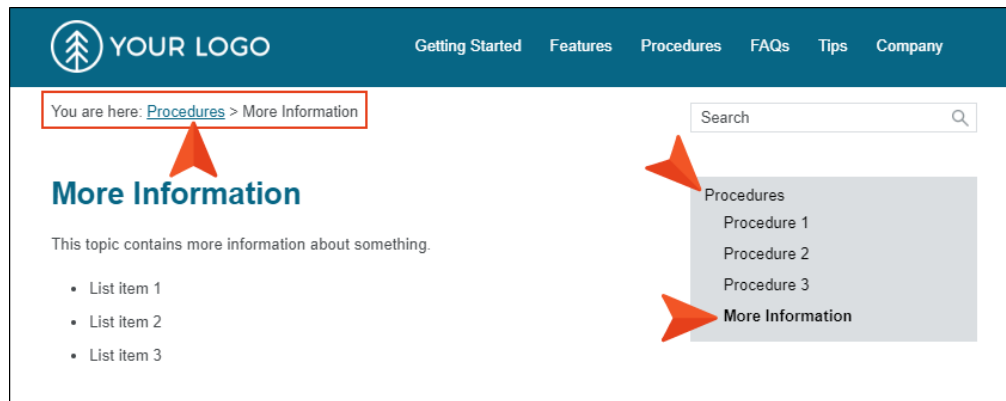 YOUR LOGO
Getting Started Features Procedures FAQs Tips Company
You are here: Procedures > More Information
Search
More Information
This topic contains more information about something.
• List item 1
• List item 2
• List item 3
Procedures
Procedure 1
Procedure 2
Procedure 3
More Information